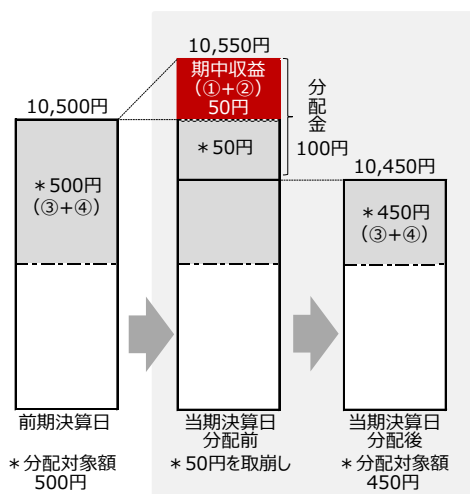 10,550円
期中収益
（①＋②）
50円
分配金
100円
10,500円
＊50円
10,450円
＊500円
（③＋④）
＊450円
（③＋④）
前期決算日
当期決算日
分配前
当期決算日
分配後
＊分配対象額
500円
＊50円を取崩し
＊分配対象額
450円